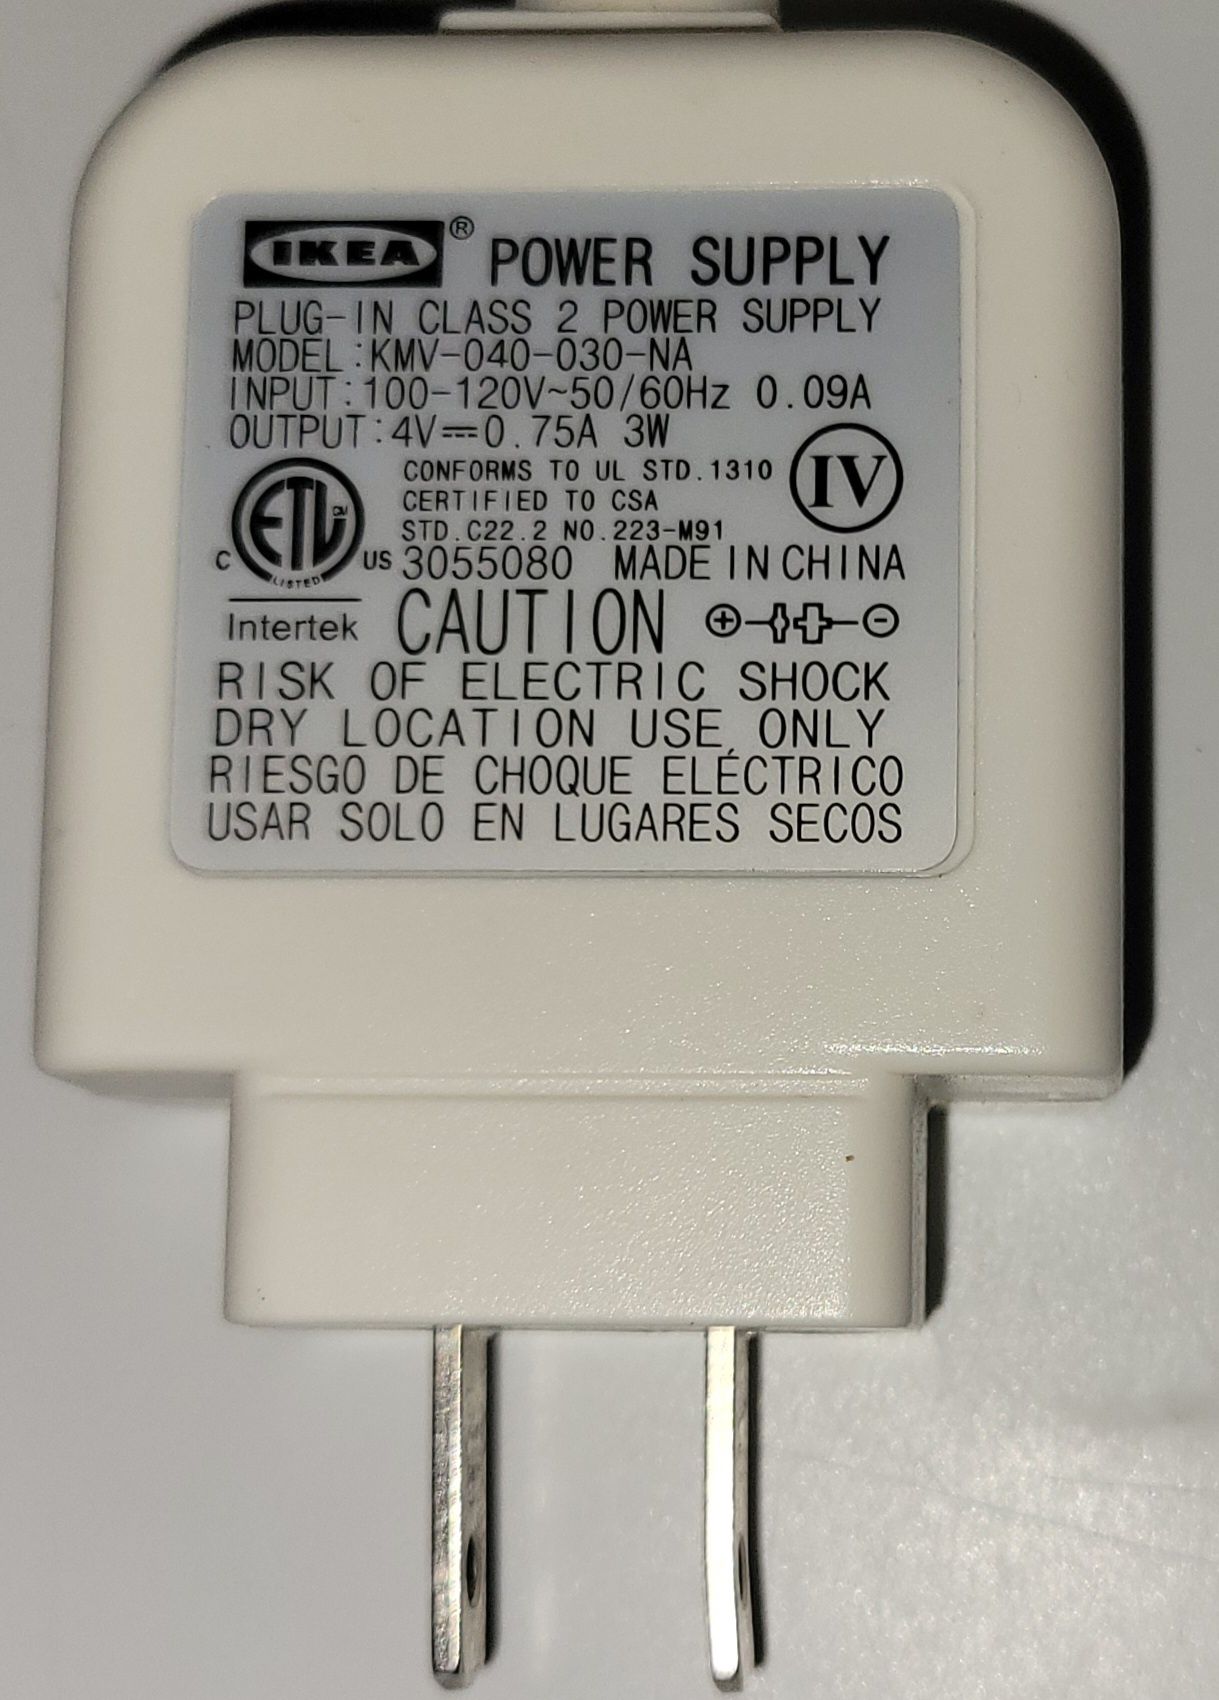 IKEA® POWER SUPPLY
PLUG-IN CLASS 2 POWER SUPPLY
MODEL:KMV-040-030-NA
INPUT:100-120V~50/60Hz 0.09A
OUTPUT:4V⎓0.75A 3W
CONFORMS TO UL STD.1310
CERTIFIED TO CSA
STD.C22.2 NO.223-M91
IV
ETL CM
LISTED
C US 3055080 MADE IN CHINA
Intertek
CAUTION
RISK OF ELECTRIC SHOCK
DRY LOCATION USE ONLY
RIESGO DE CHOQUE ELÉCTRICO
USAR SOLO EN LUGARES SECOS